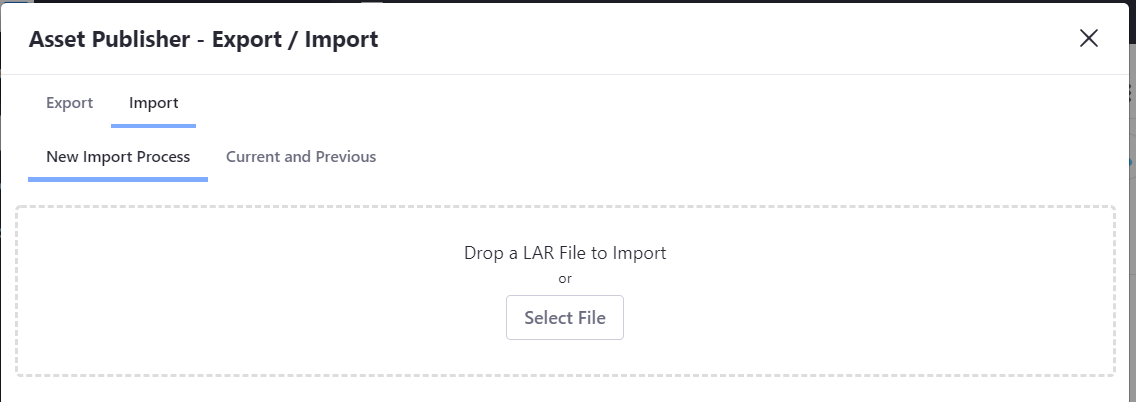 Asset Publisher - Export / Import
Export Import
New Import Process Current and Previous
Drop a LAR File to Import
or
Select File